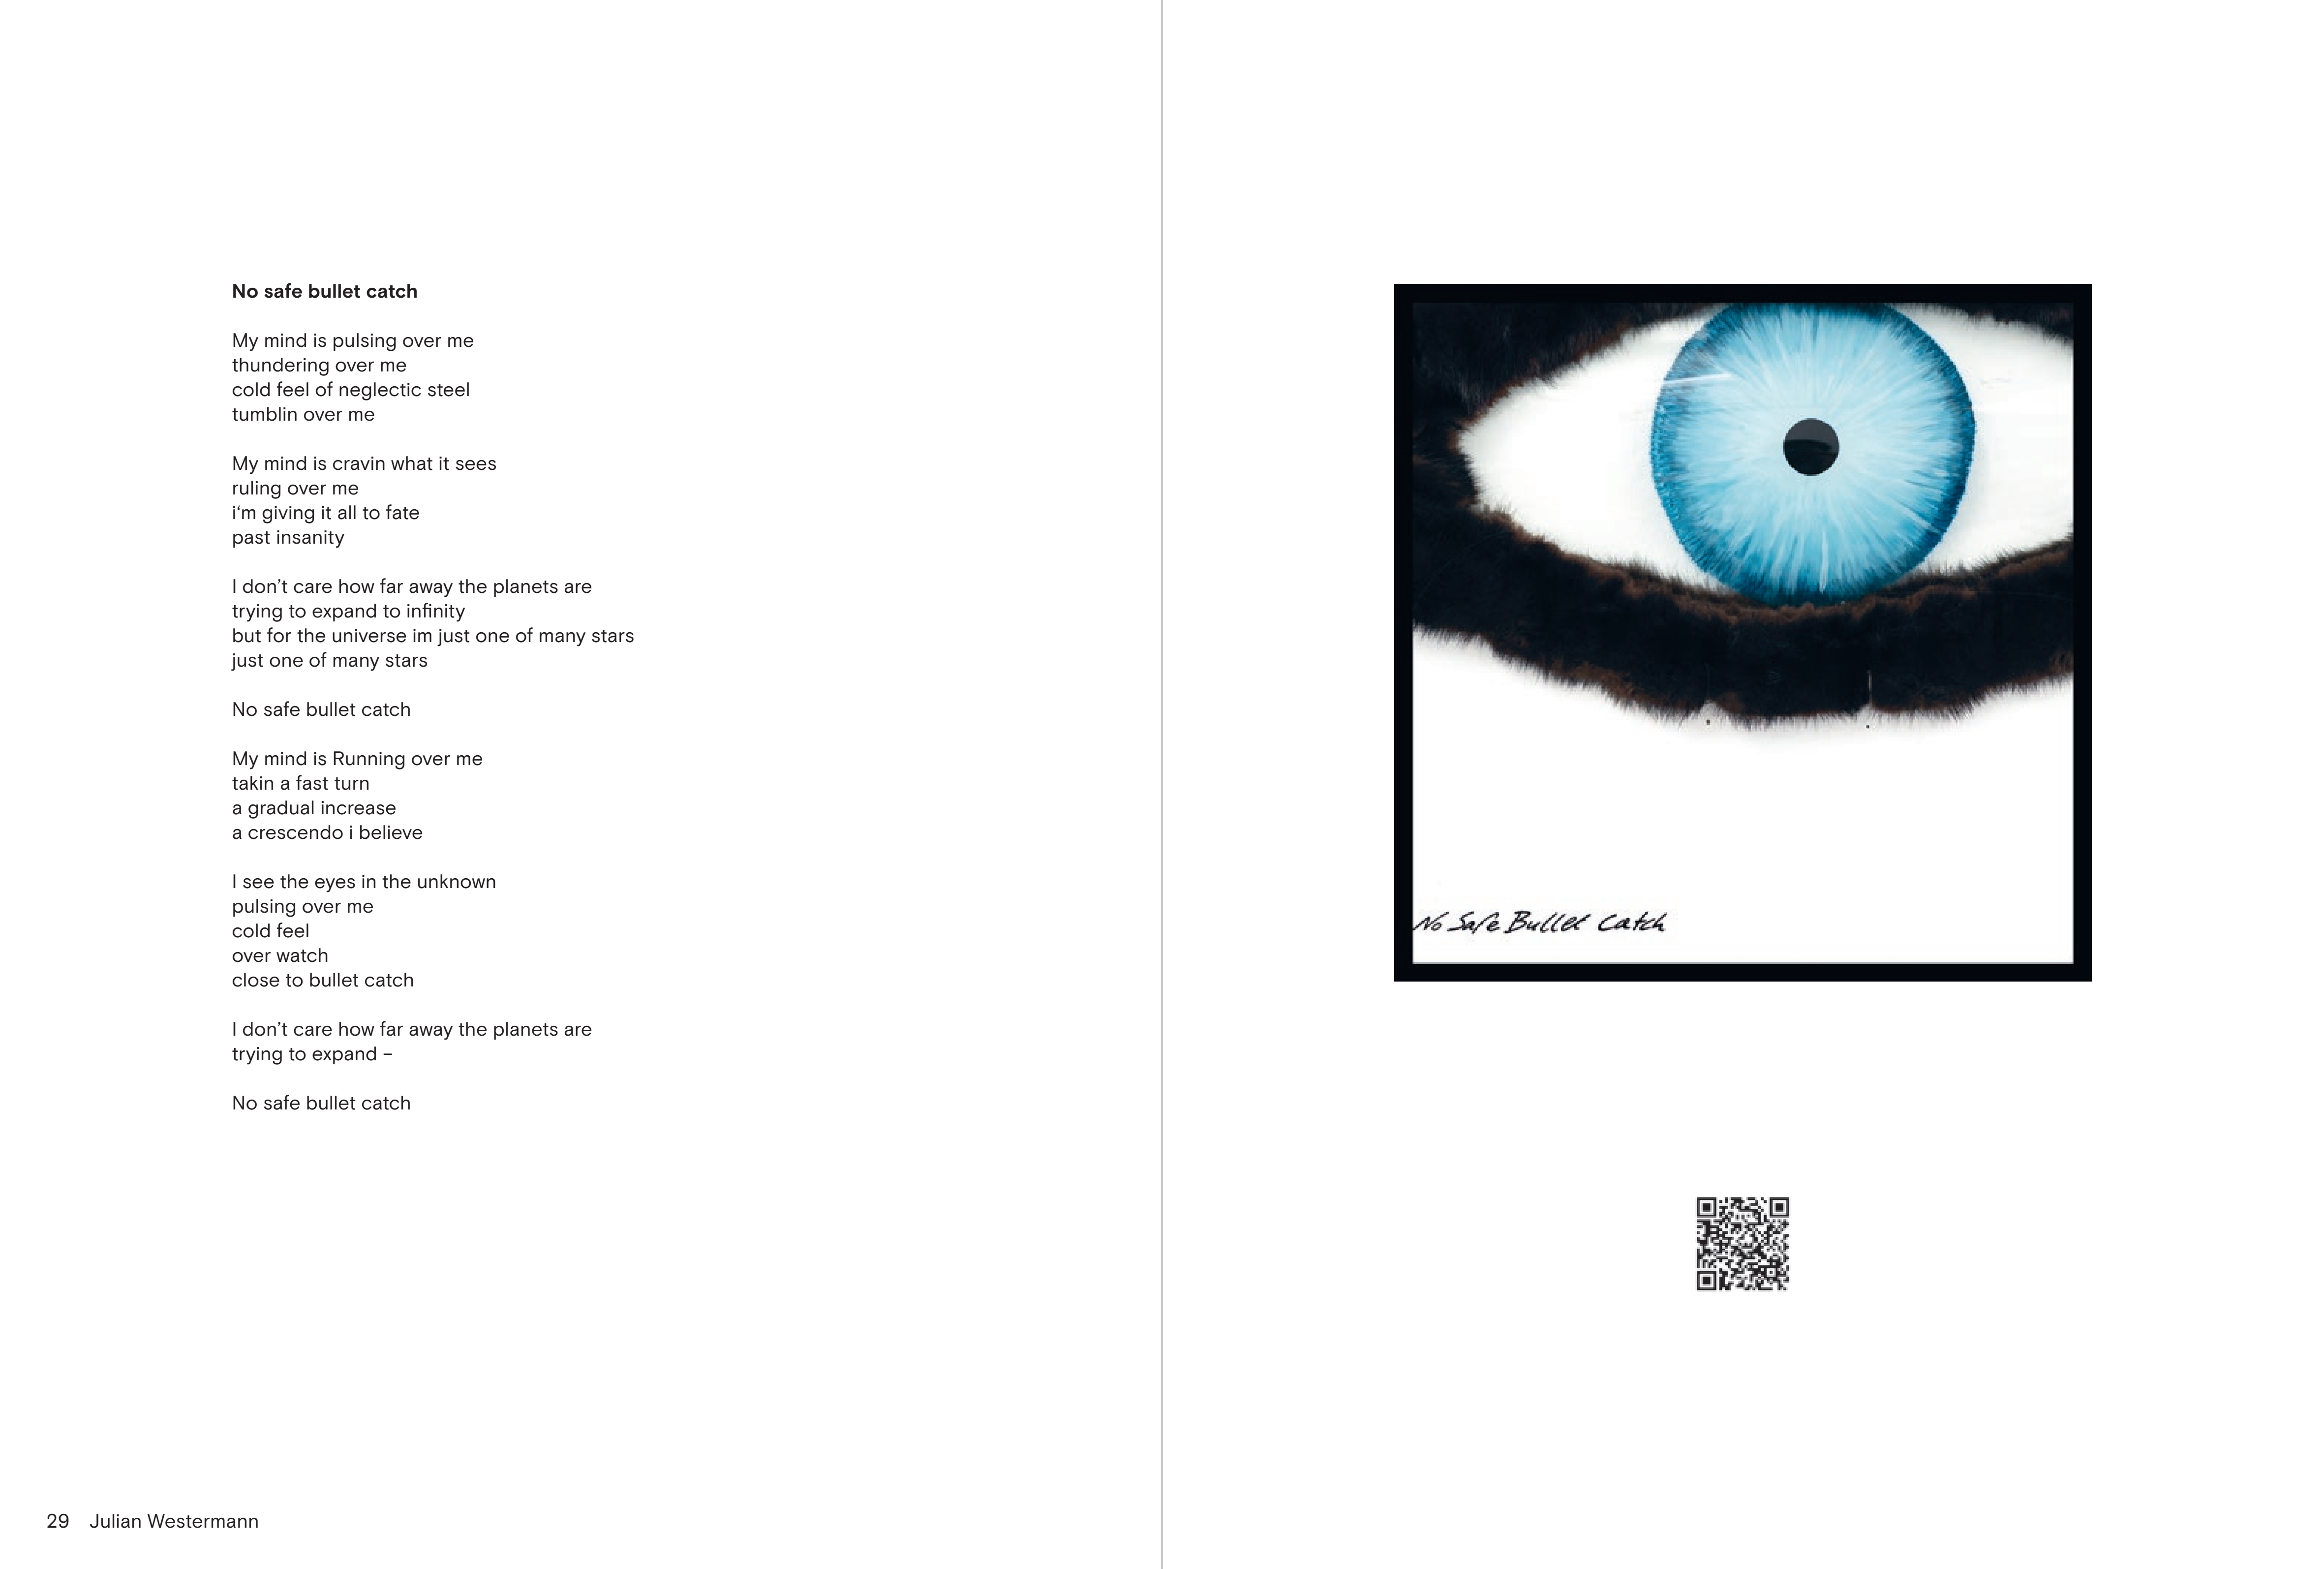 No safe bullet catch
My mind is pulsing over me
thundering over me
cold feel of neglectic steel
tumblin over me
My mind is cravin what it sees
ruling over me
i‘m giving it all to fate
past insanity
I don’t care how far away the planets are
trying to expand to infinity
but for the universe im just one of many stars
just one of many stars
No safe bullet catch
My mind is Running over me
takin a fast turn
a gradual increase
a crescendo i believe
I see the eyes in the unknown
pulsing over me
cold feel
over watch
close to bullet catch
I don’t care how far away the planets are
trying to expand –
No safe bullet catch
29 Julian Westermann
No Safe Bullet Catch